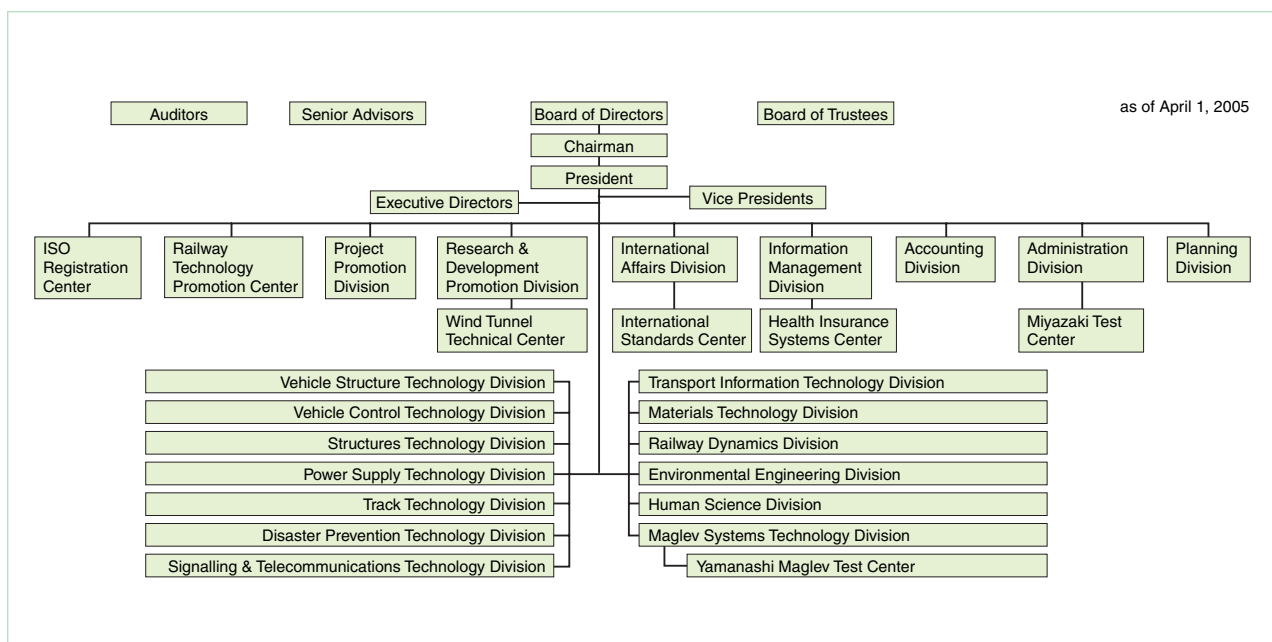 Auditors
Senior Advisors
Board of Directors
Board of Trustees
as of April 1, 2005
Chairman
President
Executive Directors
Vice Presidents
ISO
Registration
Center
Railway
Technology
Promotion Center
Project
Promotion
Division
Research &
Development
Promotion Division
International
Affairs Division
Information
Management
Division
Accounting
Division
Administration
Division
Planning
Division
Wind Tunnel
Technical Center
International
Standards Center
Health Insurance
Systems Center
Miyazaki Test
Center
Vehicle Structure Technology Division
Vehicle Control Technology Division
Structures Technology Division
Power Supply Technology Division
Track Technology Division
Disaster Prevention Technology Division
Signalling & Telecommunications Technology Division
Transport Information Technology Division
Materials Technology Division
Railway Dynamics Division
Environmental Engineering Division
Human Science Division
Maglev Systems Technology Division
Yamanashi Maglev Test Center